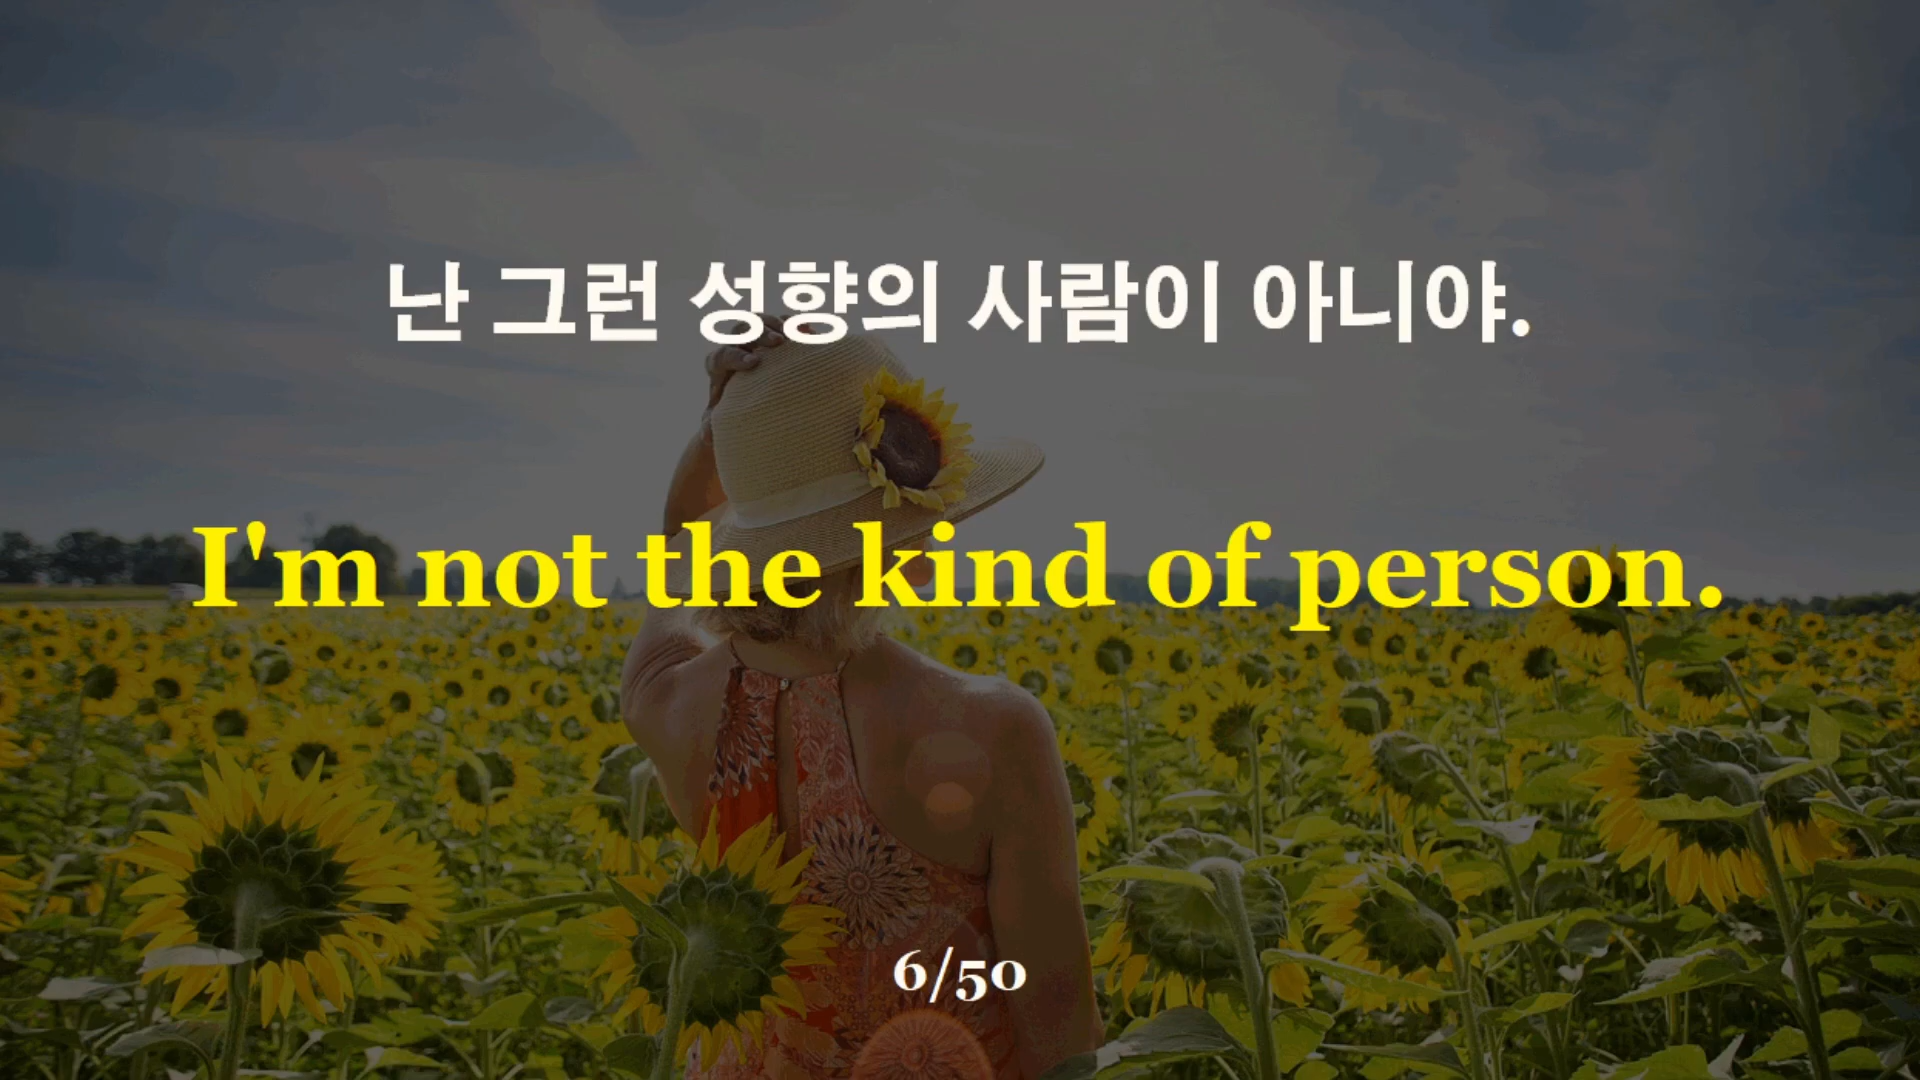 난 그런 성향의 사람이 아니야.
I'm not the kind of person.
6/50